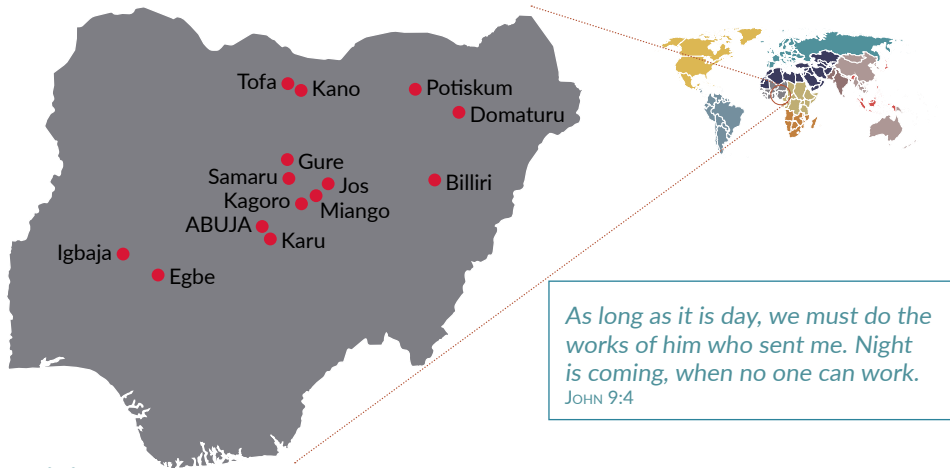 Tofa
Kano
Potiskum
Domaturu
Gure
Samaru
Jos
Billiri
Kagoro
Miango
ABUJA
Karu
Igbaja
Egbe
As long as it is day, we must do the
works of him who sent me. Night
is coming, when no one can work.
John 9:4